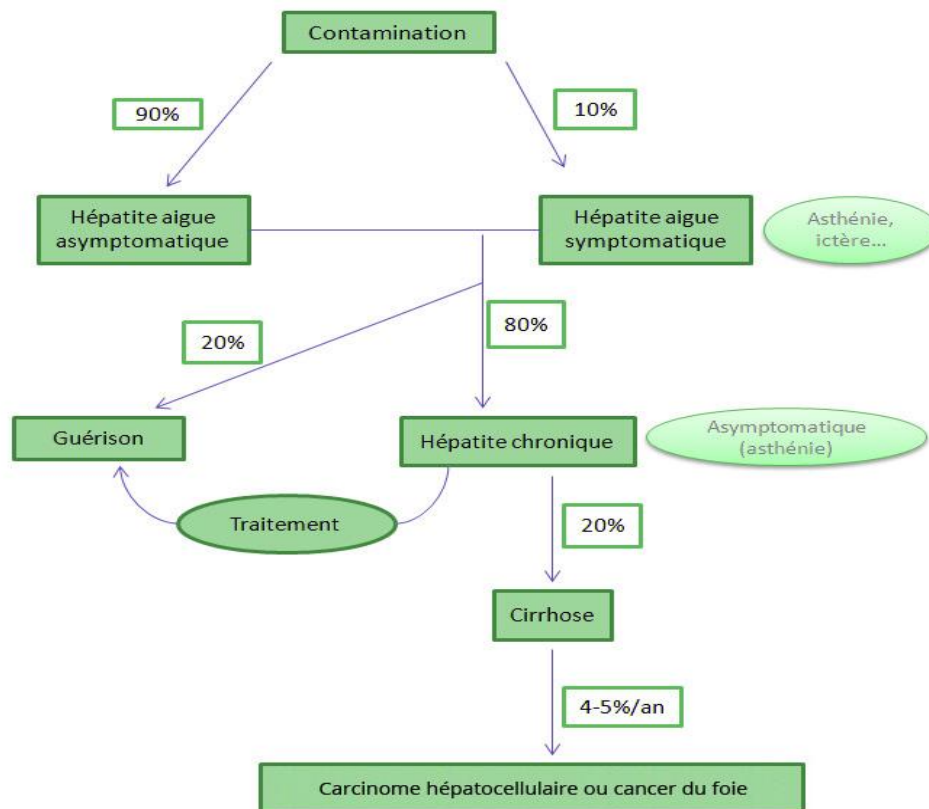 Contamination
90%
10%
Hépatite aigue
asymptomatique
Hépatite aigue
symptomatique
Asthénie,
ictère...
20%
80%
Guérison
Hépatite chronique
Asymptomatique
(asthénie)
Traitement
20%
Cirrhose
4-5%/an
Carcinome hépatocellulaire ou cancer du foie